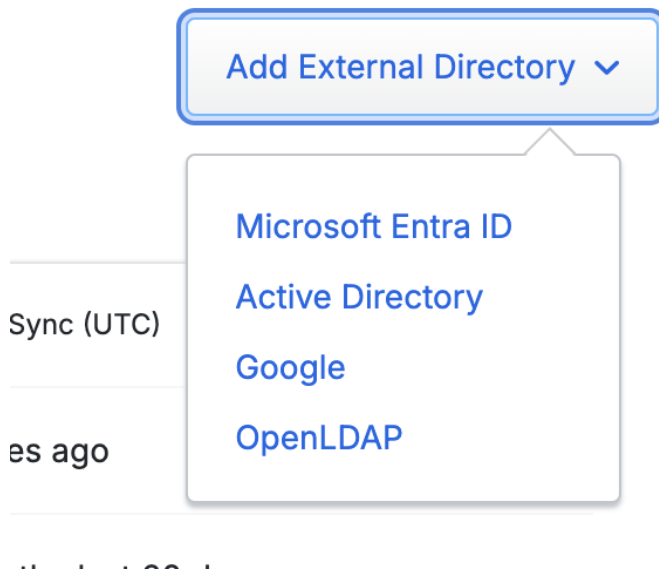 Add External Directory
Microsoft Entra ID
Active Directory
Sync (UTC)
Google
OpenLDAP
es ago